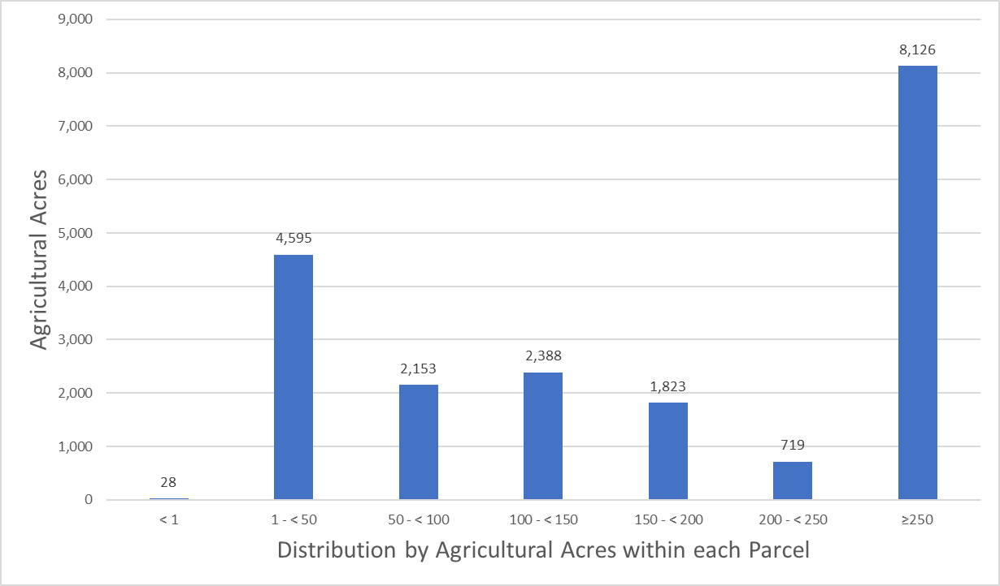 9,000
8,000
7,000
6,000
5,000
4,000
3,000
2,000
1,000
0
Agricultural Acres
28
4,595
2,153
2,388
1,823
719
8,126
< 1
1 - < 50
50 - < 100
100 - < 150
150 - < 200
200 - < 250
≥250
Distribution by Agricultural Acres within each Parcel